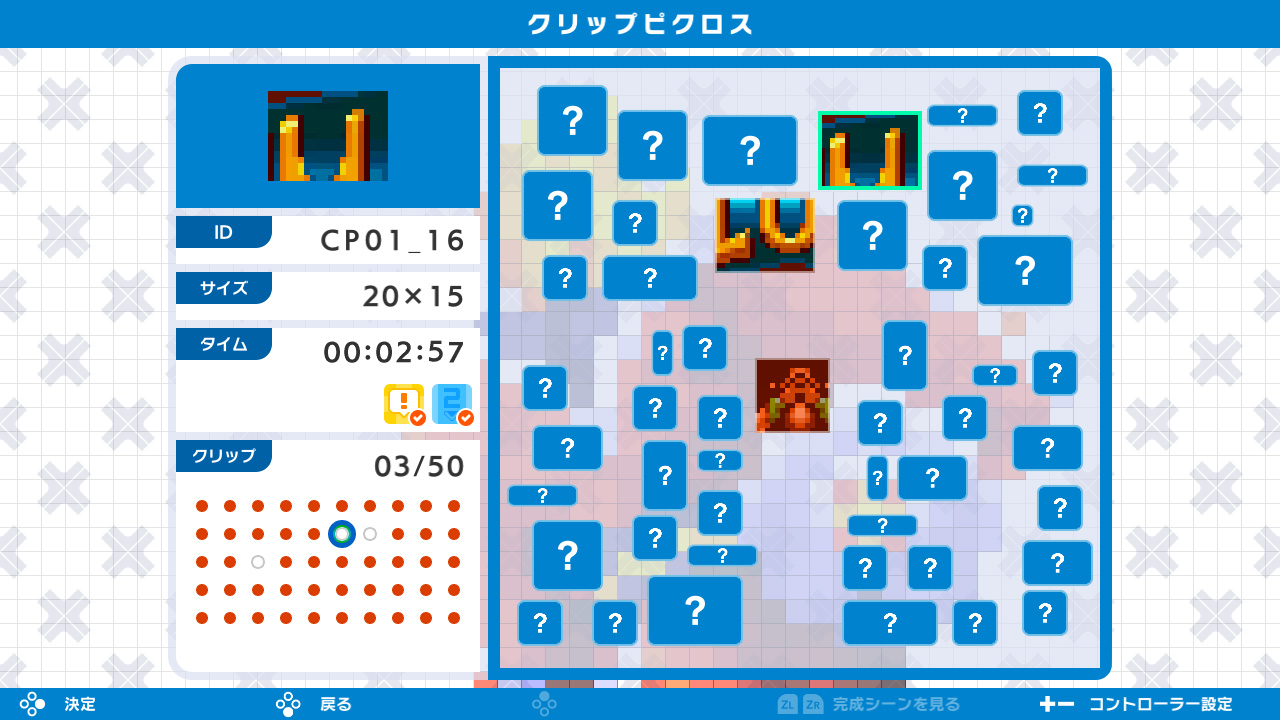 クリップピクロス
ID
CP01_16
サイズ
20×15
タイム
00:02:57
クリップ
03/50
決定
戻る
ZL ZR 完成シーンを見る
コントローラー設定